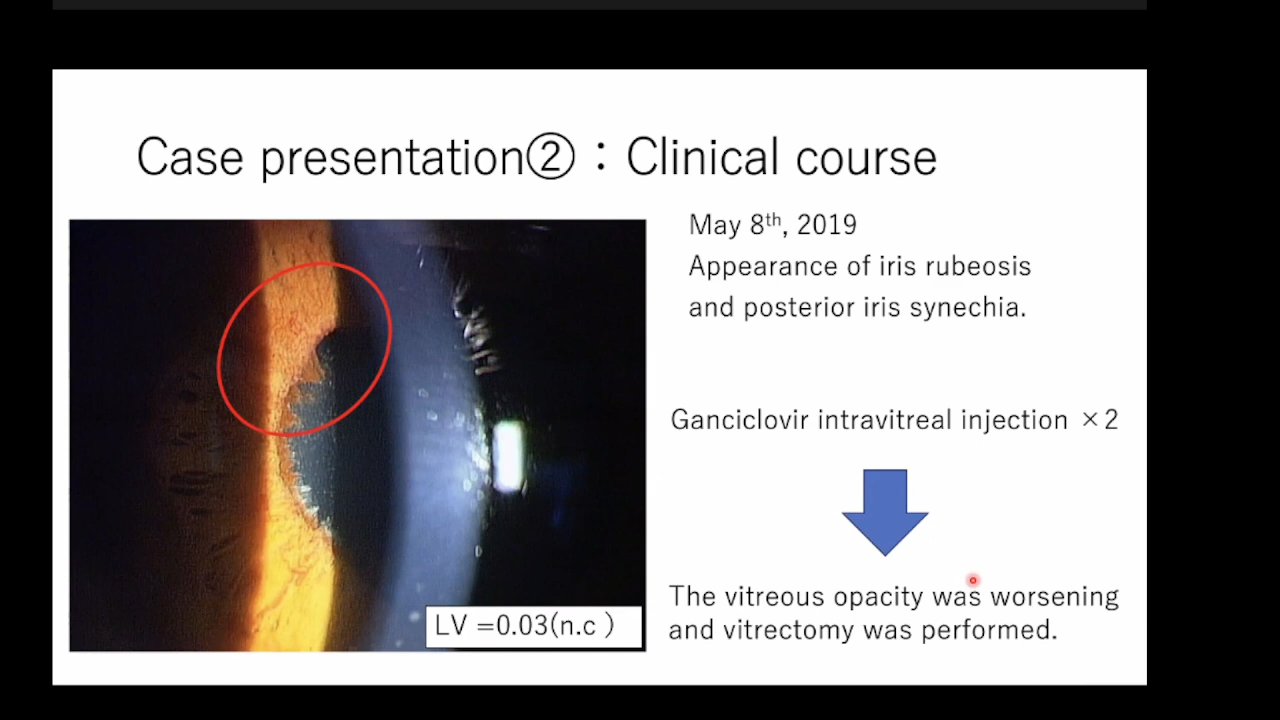 Case presentation②：Clinical course
May 8th, 2019
Appearance of iris rubeosis
and posterior iris synechia.
Ganciclovir intravitreal injection ×2
The vitreous opacity was worsening
and vitrectomy was performed.
LV =0.03(n.c )